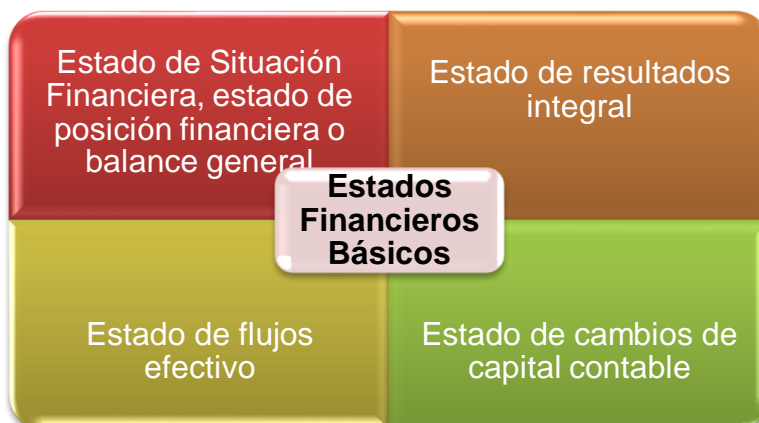 Estado de Situación
Financiera, estado de
posición financiera o
balance general
Estado de resultados
integral
Estados
Financieros
Básicos
Estado de flujos
efectivo
Estado de cambios de
capital contable